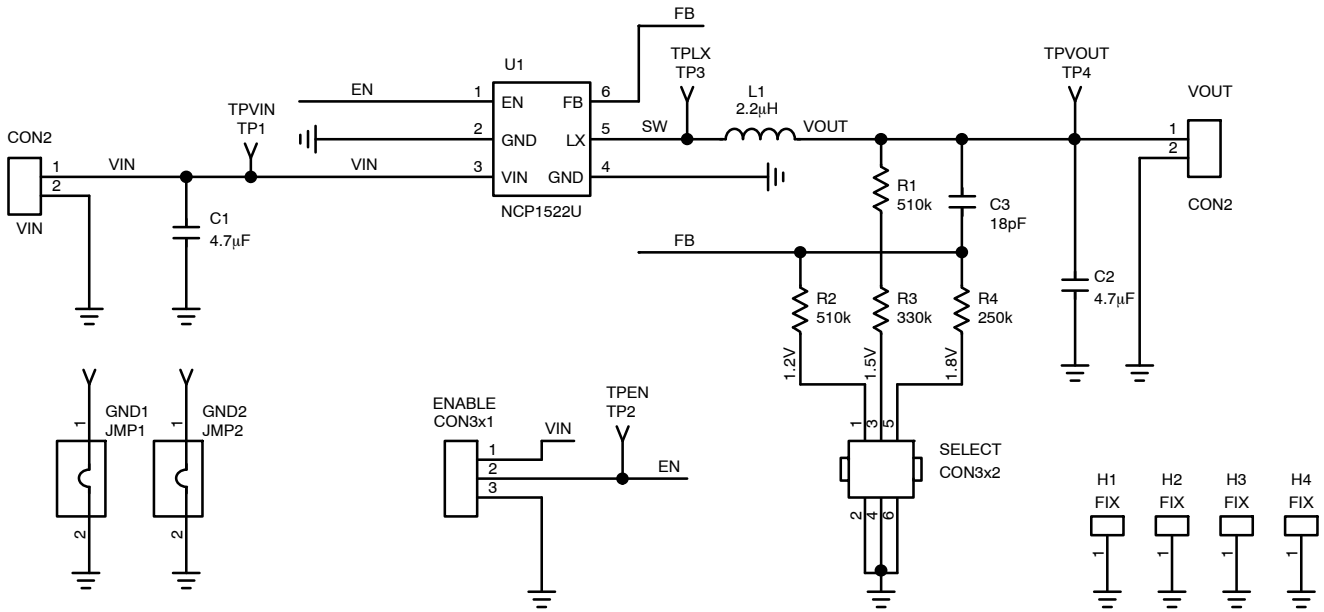 FB
U1
TPLX
TP3
TPVOUT
TP4
L1
2.2μH
VOUT
EN
1
EN
FB
6
TPVIN
TP1
2
GND
LX
5
SW
VOUT
1
2
CON2
1
2
VIN
VIN
VIN
3
VIN
GND
4
NCP1522U
CON2
C1
4.7μF
R1
510k
C3
18pF
FB
R2
510k
R3
330k
R4
250k
C2
4.7μF
1.2V
1.5V
1.8V
GND1
JMP1
1
2
GND2
JMP2
1
2
ENABLE
CON3x1
1
2
3
VIN
TPEN
TP2
EN
1
3
5
SELECT
CON3x2
2
4
6
H1
FIX
1
H2
FIX
1
H3
FIX
1
H4
FIX
1